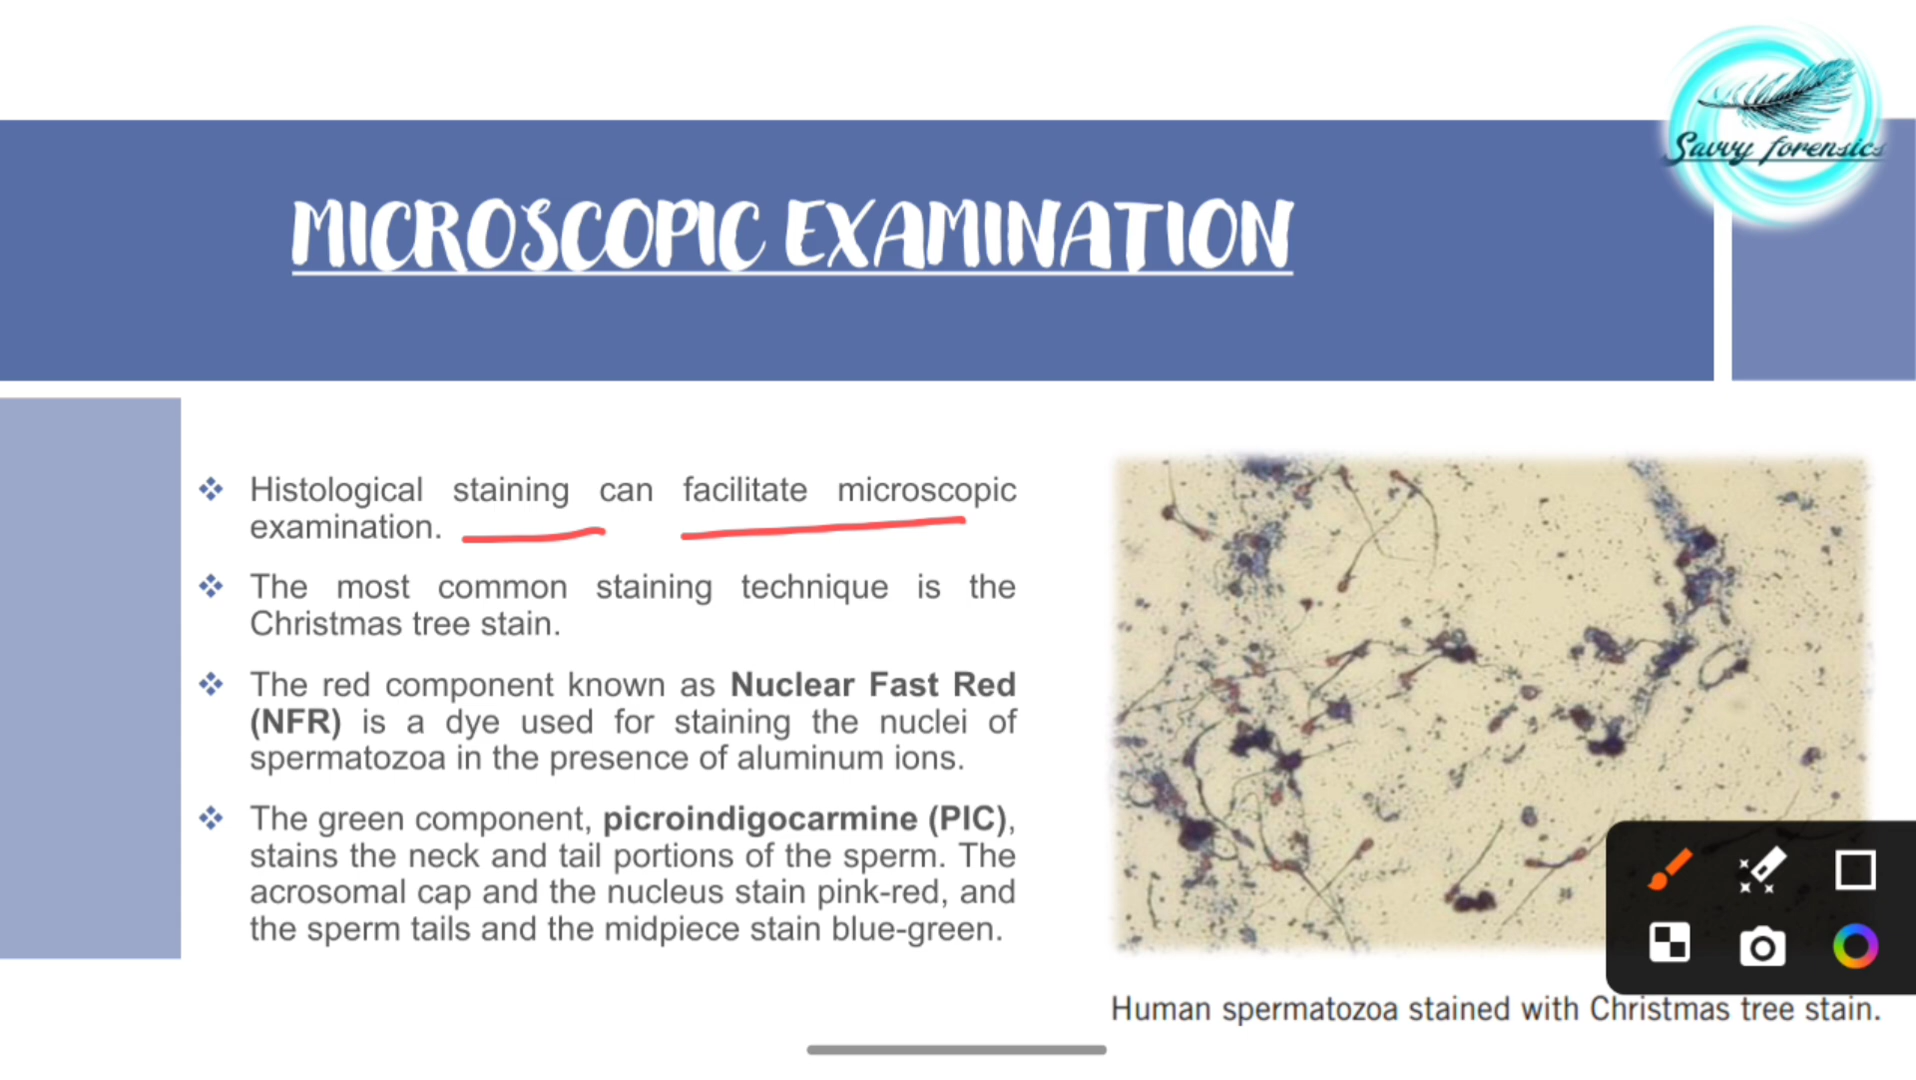 Savvy forensics
MICROSCOPIC EXAMINATION
Histological staining can facilitate microscopic
examination.
The most common staining technique is the
Christmas tree stain.
The red component known as Nuclear Fast Red
(NFR) is a dye used for staining the nuclei of
spermatozoa in the presence of aluminum ions.
The green component, picroindigocarmine (PIC),
stains the neck and tail portions of the sperm. The
acrosomal cap and the nucleus stain pink-red, and
the sperm tails and the midpiece stain blue-green.
Human spermatozoa stained with Christmas tree stain.